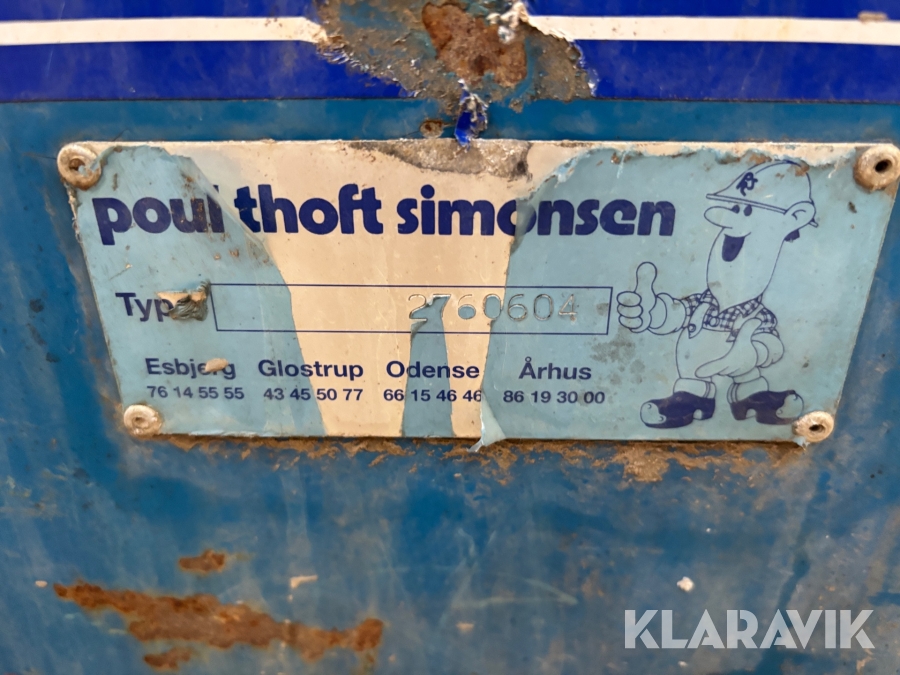 poul thoft simonsen
Type 2760604
Esbjerg Glostrup Odense Århus
76 14 55 55 43 45 50 77 66 15 46 46 86 19 30 00
KLARAVIK